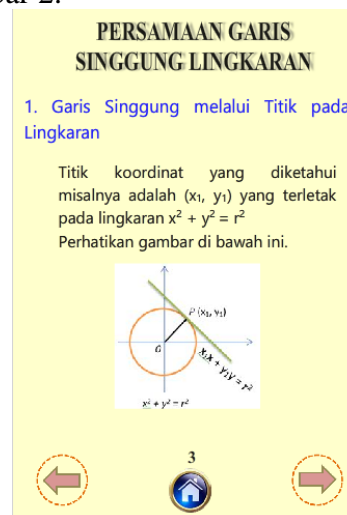 PERSAMAAN GARIS
SINGGUNG LINGKARAN
1. Garis Singgung melalui Titik pada
Lingkaran
Titik koordinat yang diketahui
misalnya adalah (x₁, y₁) yang terletak
pada lingkaran x² + y² = r²
Perhatikan gambar di bawah ini.
P (x₁, y₁)
x₁x + y₁y = r²
x² + y² = r²
3